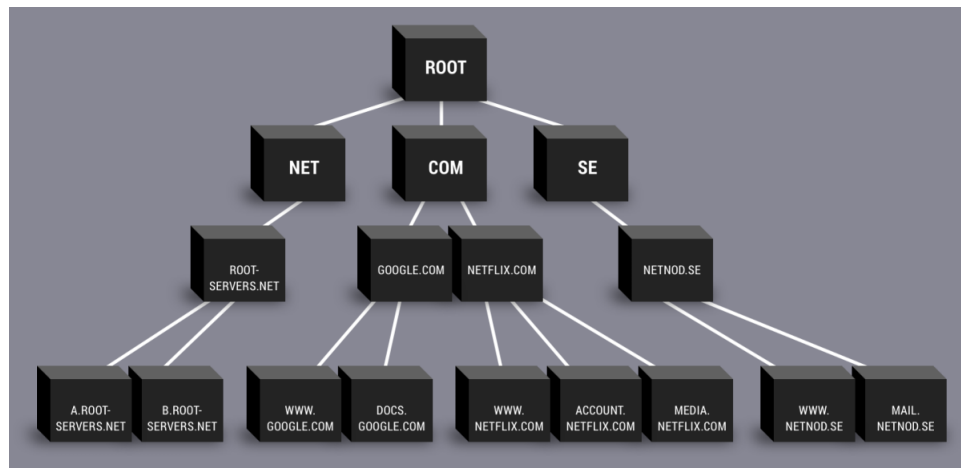 ROOT
NET
COM
SE
ROOT-
SERVERS.NET
GOOGLE.COM
NETFLIX.COM
NETNOD.SE
A.ROOT-
SERVERS.NET
B.ROOT-
SERVERS.NET
WWW.
GOOGLE.COM
DOCS.
GOOGLE.COM
WWW.
NETFLIX.COM
ACCOUNT.
NETFLIX.COM
MEDIA.
NETFLIX.COM
WWW.
NETNOD.SE
MAIL.
NETNOD.SE